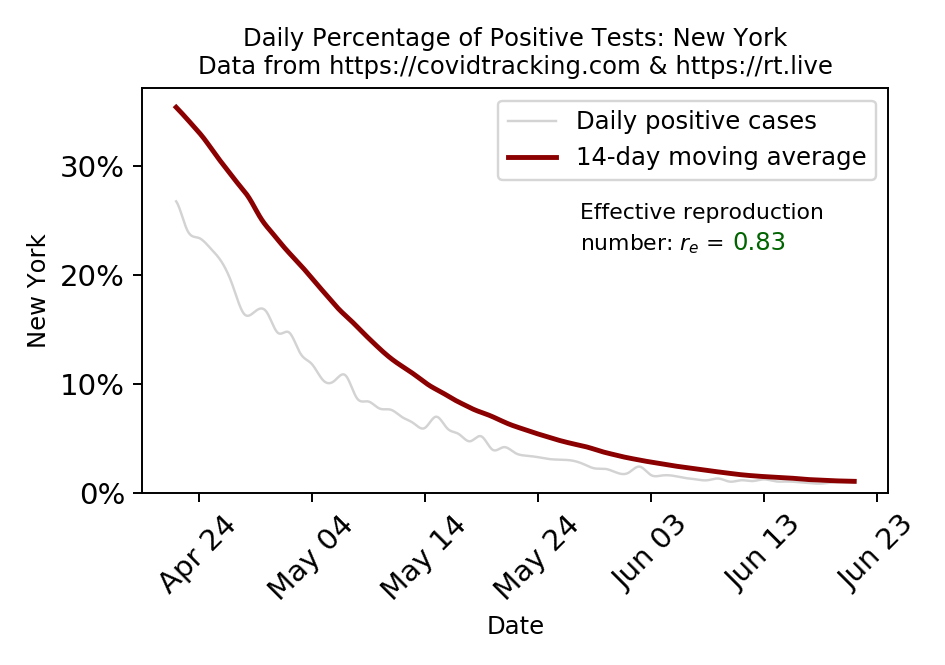 Daily Percentage of Positive Tests: New York
Data from https://covidtracking.com & https://rt.live
Daily positive cases
14-day moving average
Effective reproduction
number: rₑ = 0.83
New York
30%
20%
10%
0%
Apr 24
May 04
May 14
May 24
Jun 03
Jun 13
Jun 23
Date